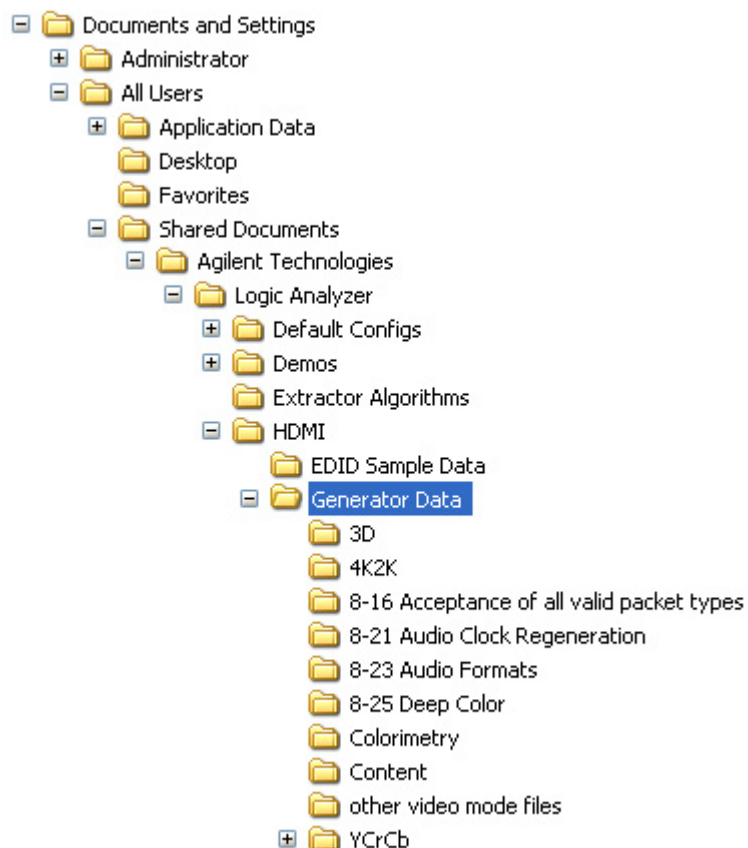 Documents and Settings
Administrator
All Users
Application Data
Desktop
Favorites
Shared Documents
Agilent Technologies
Logic Analyzer
Default Configs
Demos
Extractor Algorithms
HDMI
EDID Sample Data
Generator Data
3D
4K2K
8-16 Acceptance of all valid packet types
8-21 Audio Clock Regeneration
8-23 Audio Formats
8-25 Deep Color
Colorimetry
Content
other video mode files
YCrCb